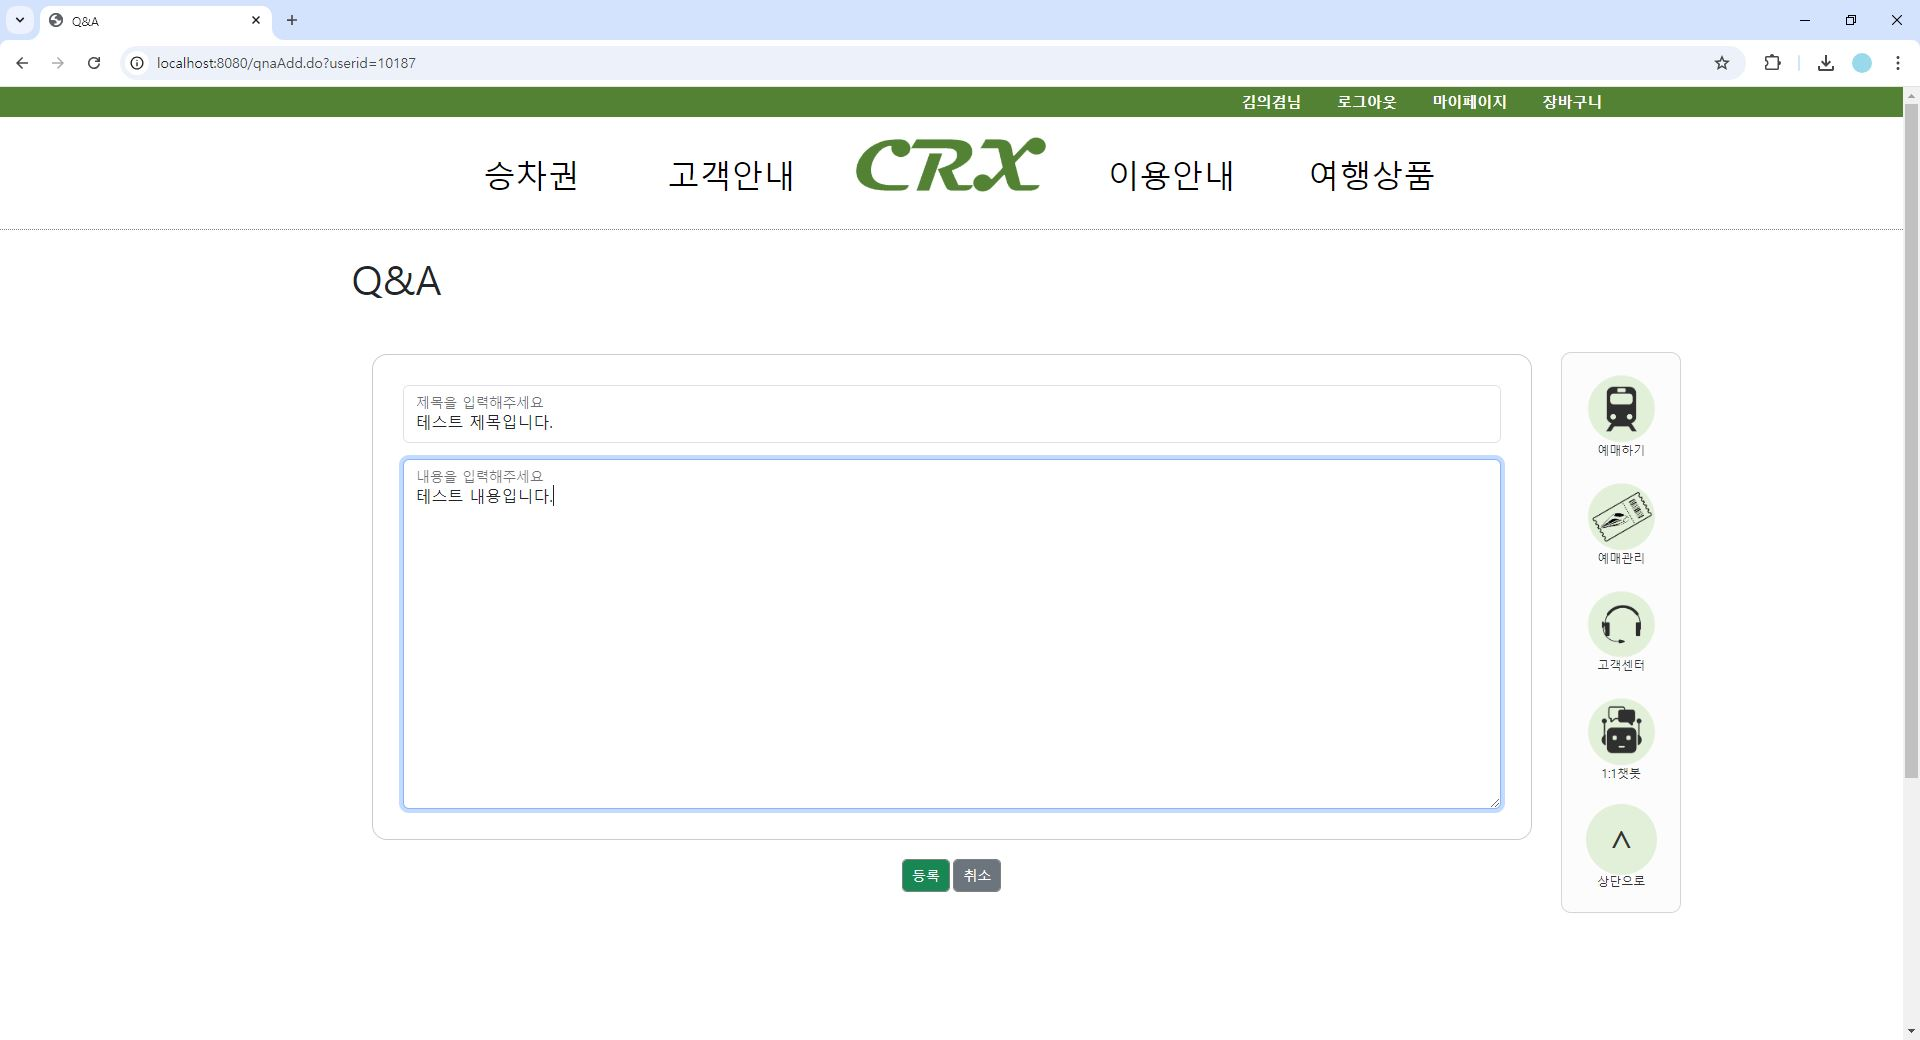 Q&A
localhost:8080/qnaAdd.do?userid=10187
김의겸님 로그아웃 마이페이지 장바구니
승차권 고객안내 CRX 이용안내 여행상품
Q&A
제목을 입력해주세요
테스트 제목입니다.
내용을 입력해주세요
테스트 내용입니다.
예매하기
예매관리
고객센터
1:1챗봇
상단으로
등록 취소